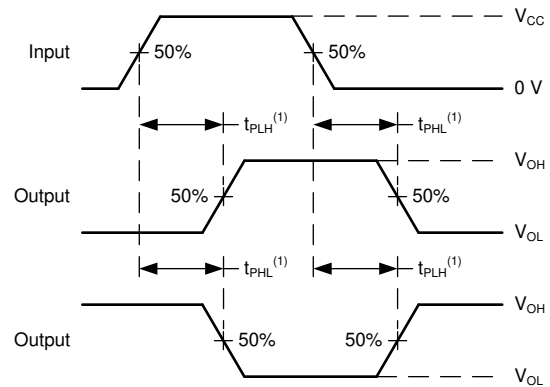 V_CC
Input 50% 50%
0 V
t_PLH^(1) t_PHL^(1)
V_OH
Output 50% 50%
V_OL
t_PHL^(1) t_PLH^(1)
V_OH
Output 50% 50%
V_OL